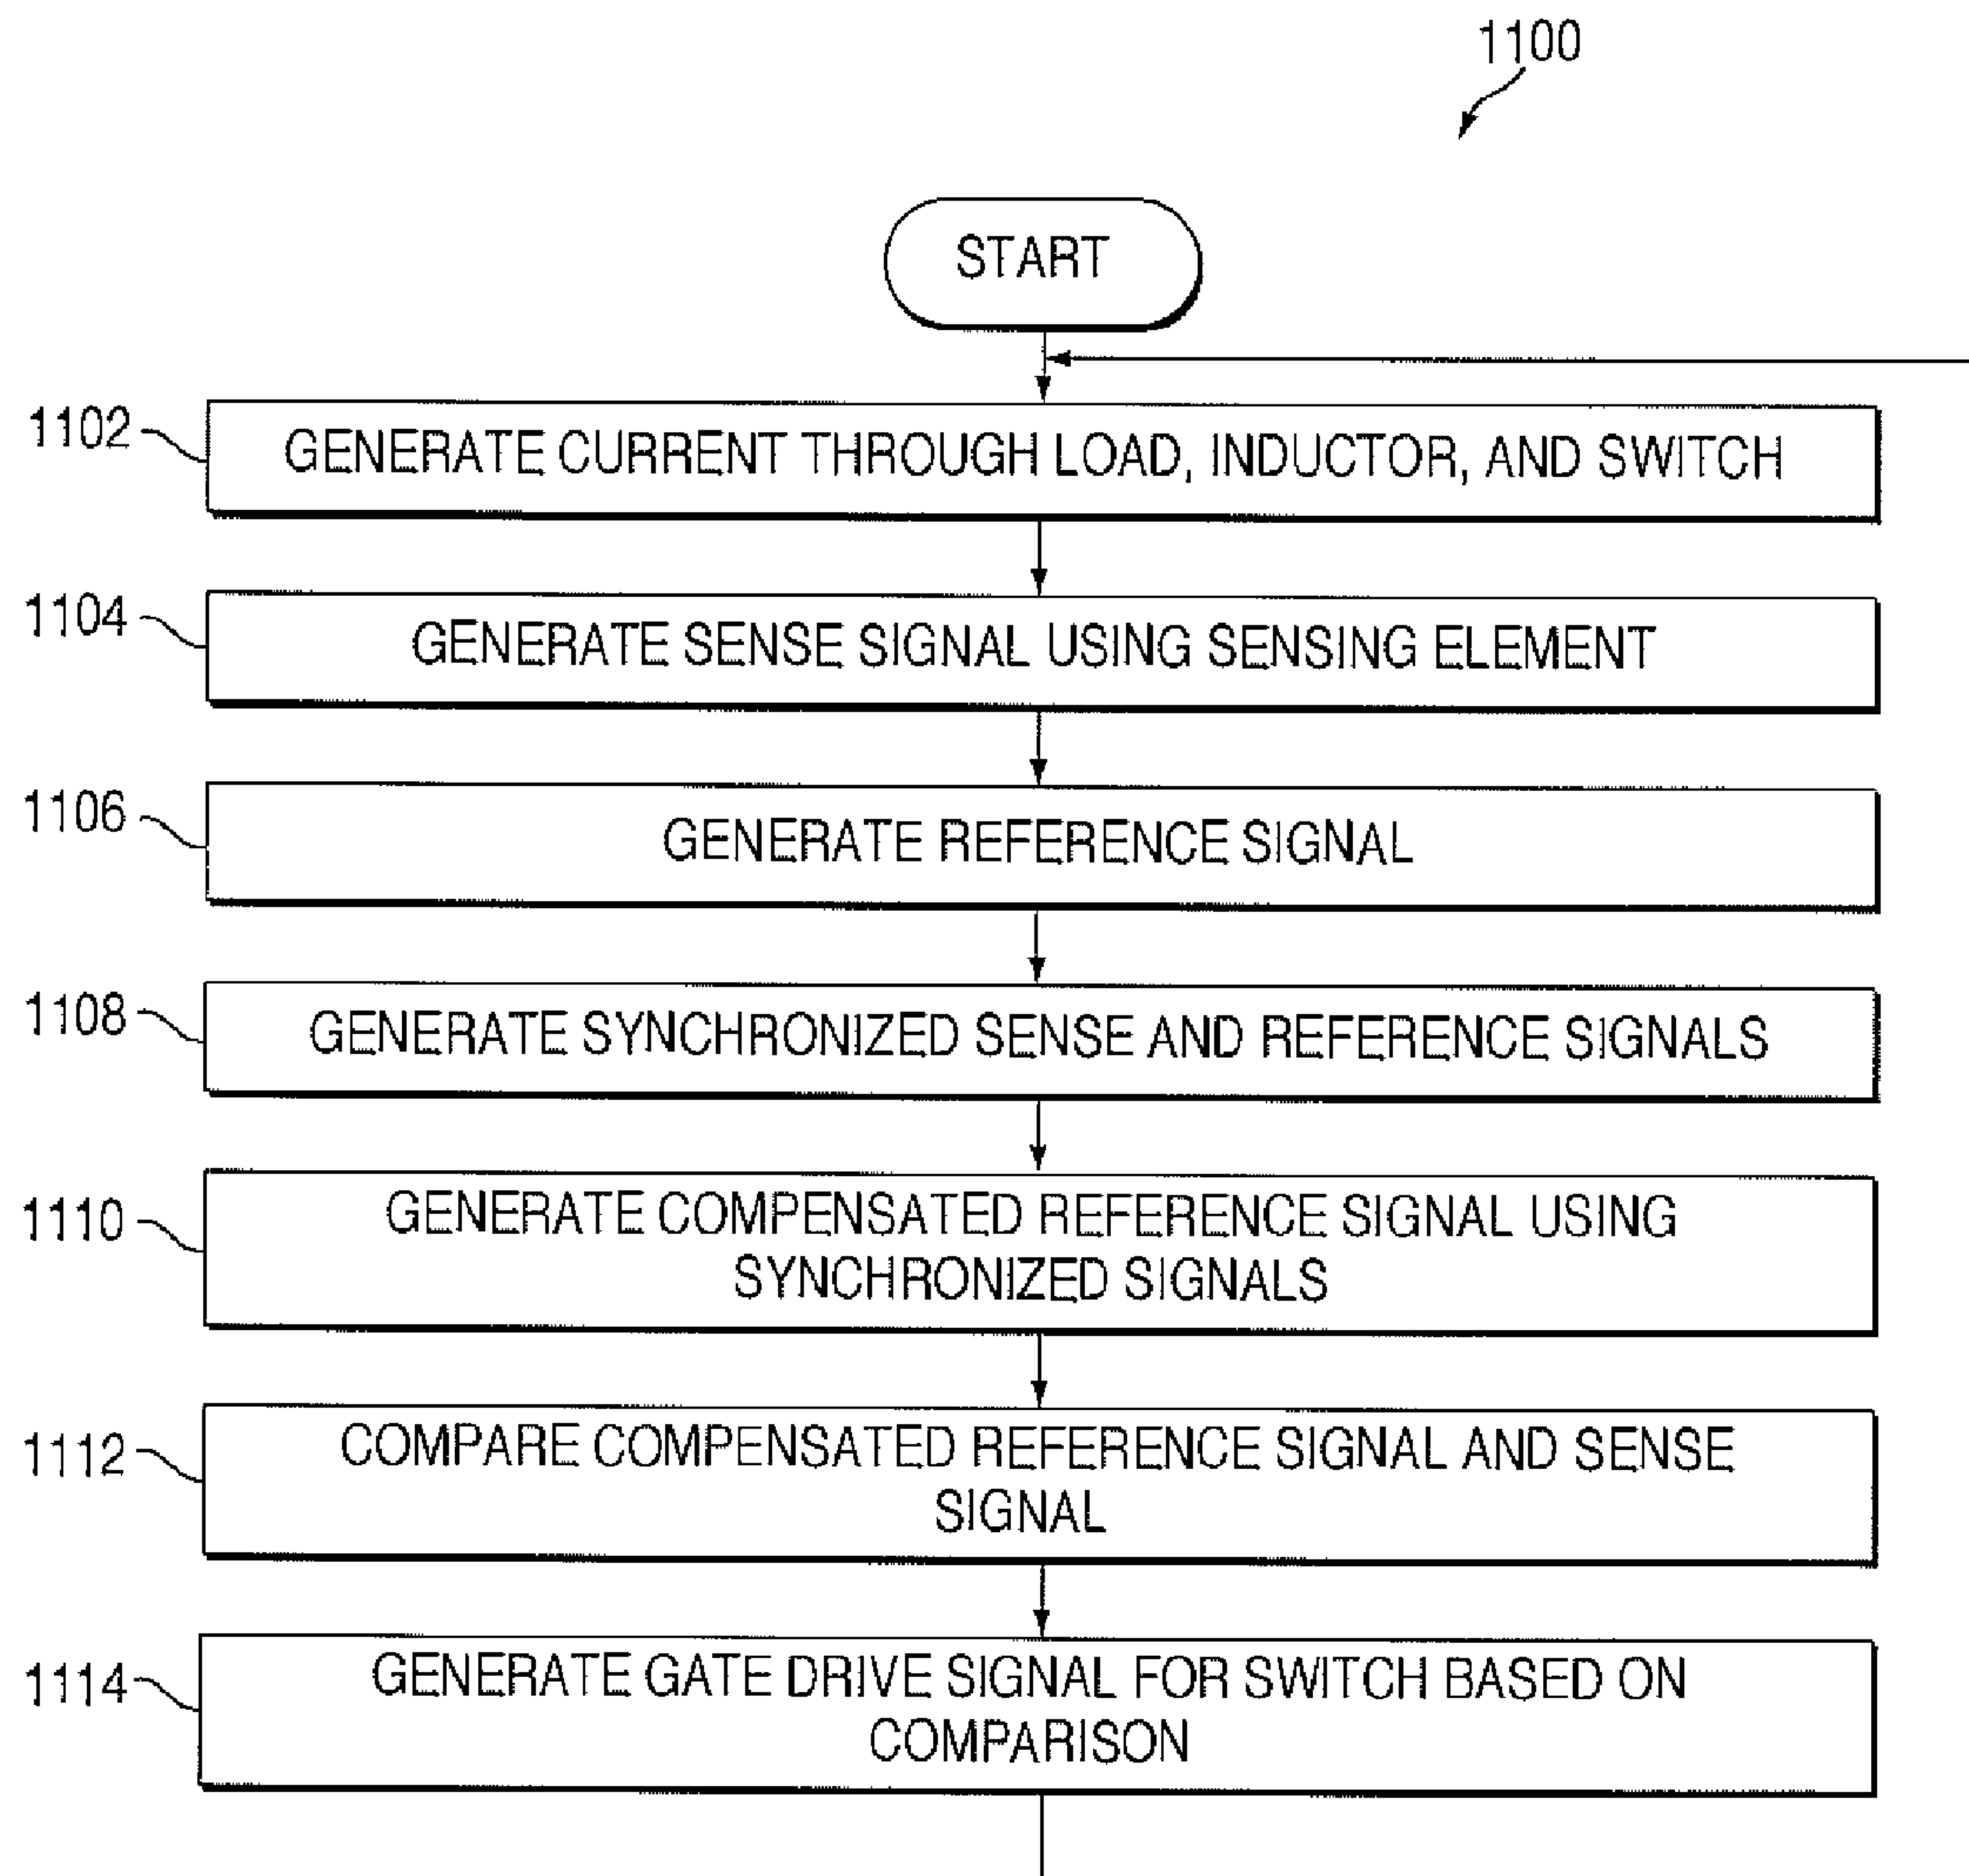 1100
START
1102
GENERATE CURRENT THROUGH LOAD, INDUCTOR, AND SWITCH
1104
GENERATE SENSE SIGNAL USING SENSING ELEMENT
1106
GENERATE REFERENCE SIGNAL
1108
GENERATE SYNCHRONIZED SENSE AND REFERENCE SIGNALS
1110
GENERATE COMPENSATED REFERENCE SIGNAL USING
SYNCHRONIZED SIGNALS
1112
COMPARE COMPENSATED REFERENCE SIGNAL AND SENSE
SIGNAL
1114
GENERATE GATE DRIVE SIGNAL FOR SWITCH BASED ON
COMPARISON